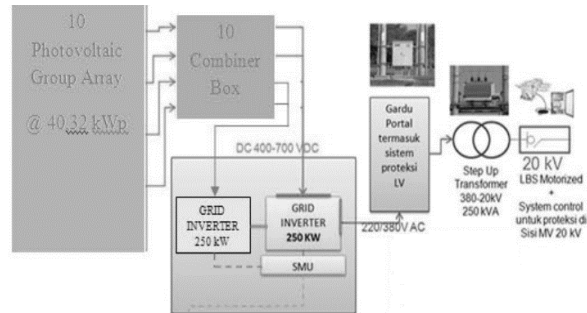 10
Photovoltaic
Group Array
@ 40,32 kWp
10
Combiner
Box
DC 400-700 VDC
GRID
INVERTER
250 kW
GRID
INVERTER
250 KW
SMU
220/380V AC
Gardu
Portal
termasuk
sistem
proteksi
LV
Step Up
Transformer
380-20kV
250 kVA
20 kV
LBS Motorized
+
System control
untuk proteksi di
Sisi MV 20 kV